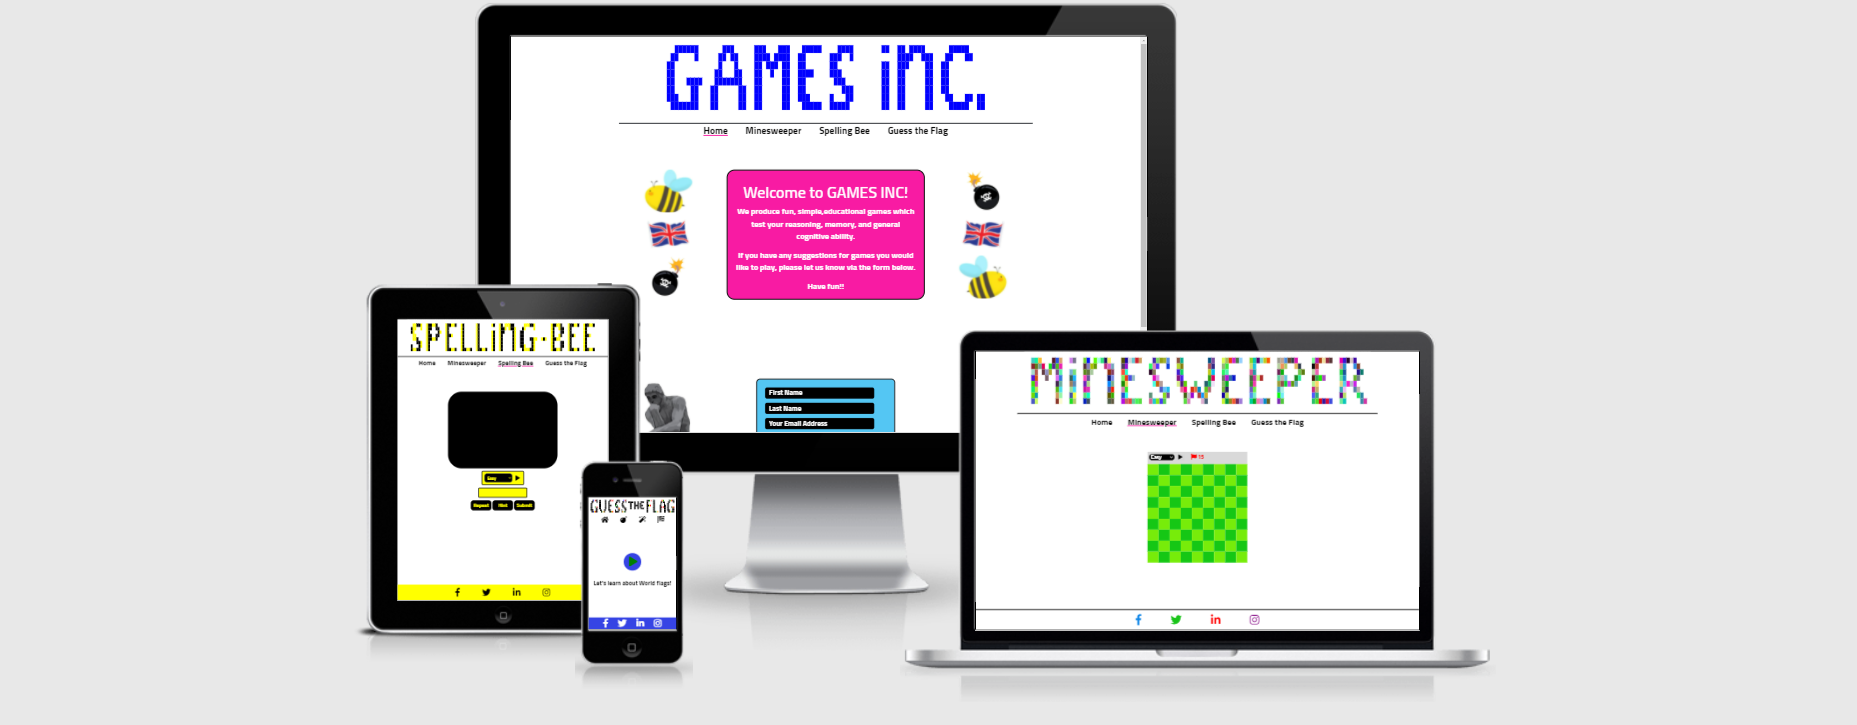 GAMES iNC.
Home Minesweeper Spelling Bee Guess the Flag
Welcome to GAMES INC!
We produce fun, simple,educational games which
test your reasoning, memory, and general
cognitive ability.
If you have any suggestions for games you would
like to play, please let us know via the form below.
Have fun!!
First Name
Last Name
Your Email Address
SPELLiNG·BEE
Home Minesweeper Spelling Bee Guess the Flag
Easy
Repeat Hint Submit
GUESS THE FLAG
Let's learn about World flags!
MiNESWEEPER
Home Minesweeper Spelling Bee Guess the Flag
Easy